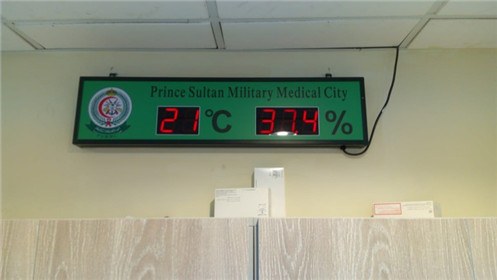 Prince Sultan Military Medical City
21 °C 37.4 %